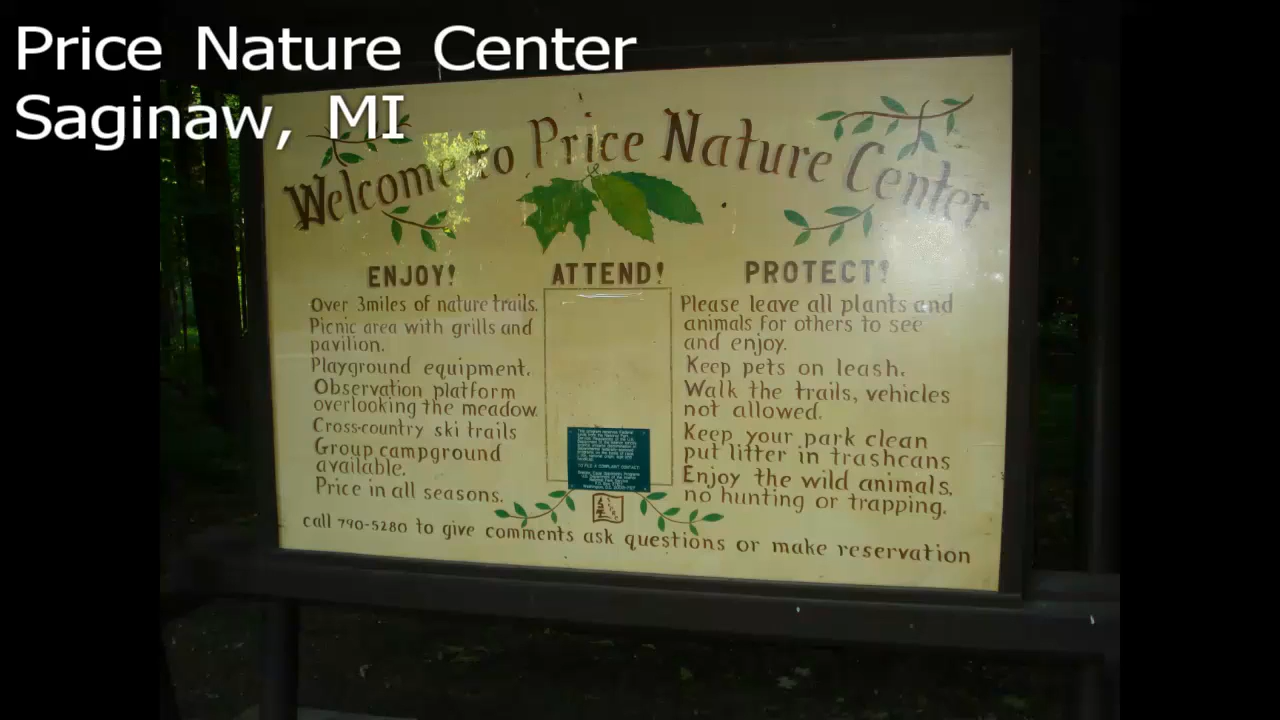 Price Nature Center
Saginaw, MI
Welcome to Price Nature Center
ENJOY!
Over 3miles of nature trails.
Picnic area with grills and
pavilion.
Playground equipment.
Observation platform
overlooking the meadow.
Cross-country ski trails
Group campground
available.
Price in all seasons.
ATTEND!
PROTECT!
Please leave all plants and
animals for others to see
and enjoy.
Keep pets on leash.
Walk the trails, vehicles
not allowed.
Keep your park clean
put litter in trashcans
Enjoy the wild animals,
no hunting or trapping.
call 790-5280 to give comments ask questions or make reservation